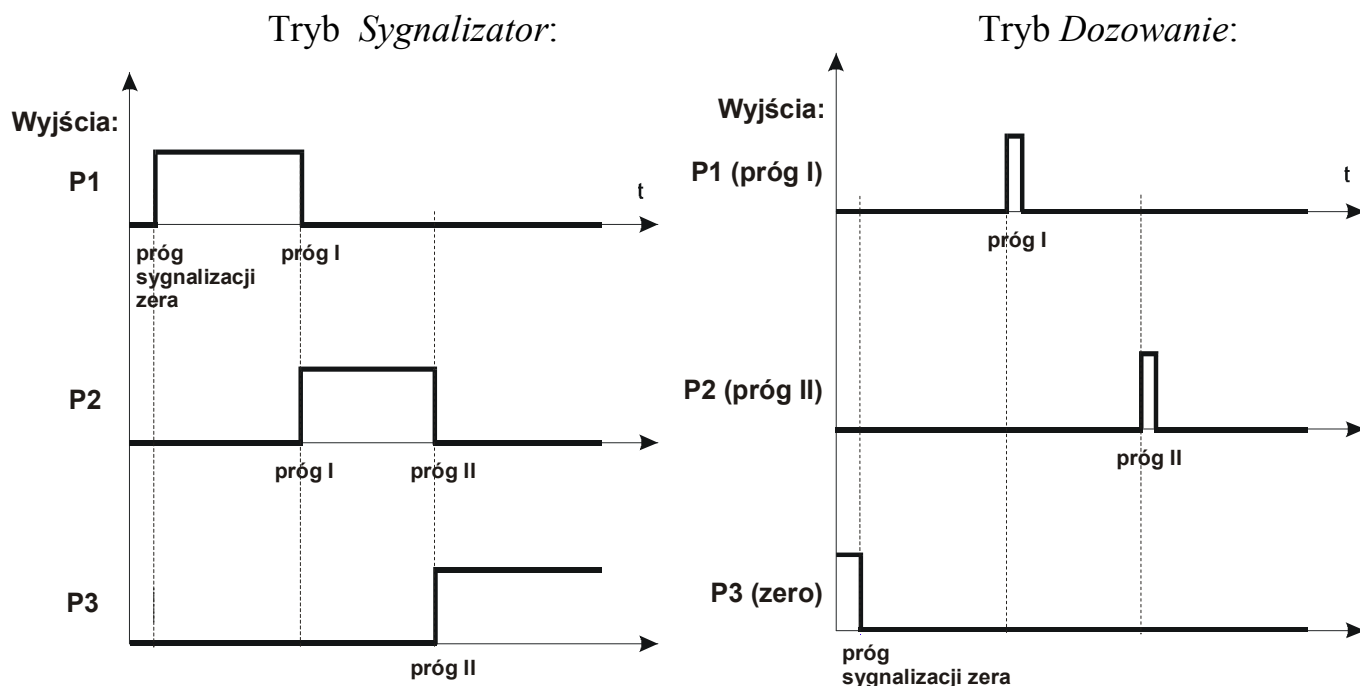 Tryb Sygnalizator:
Wyjścia:
P1
t
próg
sygnalizacji
zera
próg I
P2
próg I
próg II
P3
próg II
Tryb Dozowanie:
Wyjścia:
P1 (próg I)
t
próg I
P2 (próg II)
próg II
P3 (zero)
próg
sygnalizacji zera